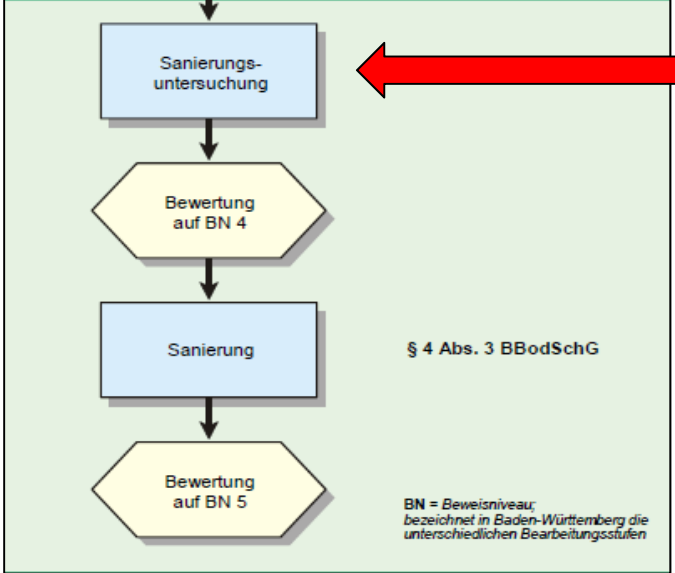 Sanierungs-
untersuchung
Bewertung
auf BN 4
Sanierung
§ 4 Abs. 3 BBodSchG
Bewertung
auf BN 5
BN = Beweisniveau;
bezeichnet in Baden-Württemberg die
unterschiedlichen Bearbeitungsstufen